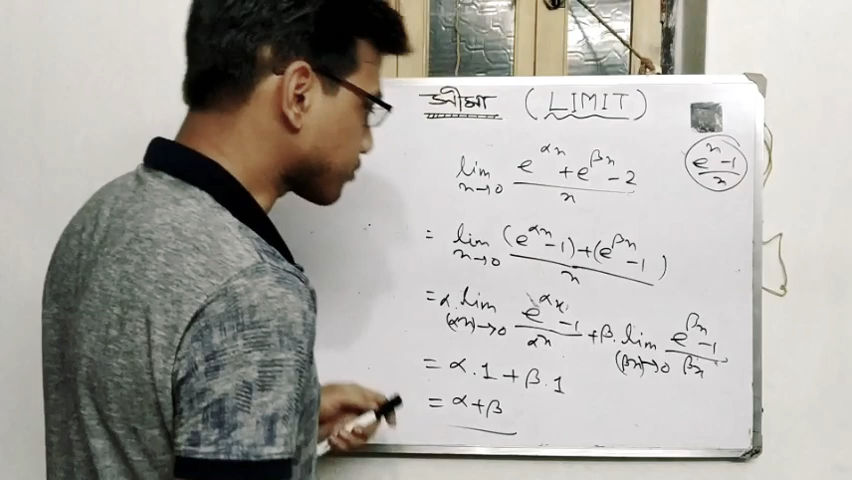 সীমা (LIMIT)
lim x→0 (e^αx + e^βx - 2)/x
e^x - 1/x
= lim x→0 ((e^αx - 1) + (e^βx - 1))/x
= α. lim (αx)→0 (e^αx - 1)/αx + β. lim (βx)→0 (e^βx - 1)/βx
= α.1 + β.1
= α+β